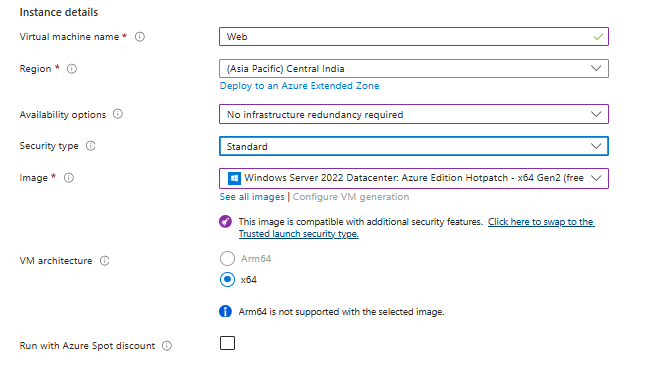 Instance details
Virtual machine name *
Web
Region *
(Asia Pacific) Central India
Deploy to an Azure Extended Zone
Availability options
No infrastructure redundancy required
Security type
Standard
Image *
Windows Server 2022 Datacenter: Azure Edition Hotpatch - x64 Gen2 (free
See all images | Configure VM generation
This image is compatible with additional security features. Click here to swap to the
Trusted launch security type.
VM architecture
Arm64
x64
Arm64 is not supported with the selected image.
Run with Azure Spot discount